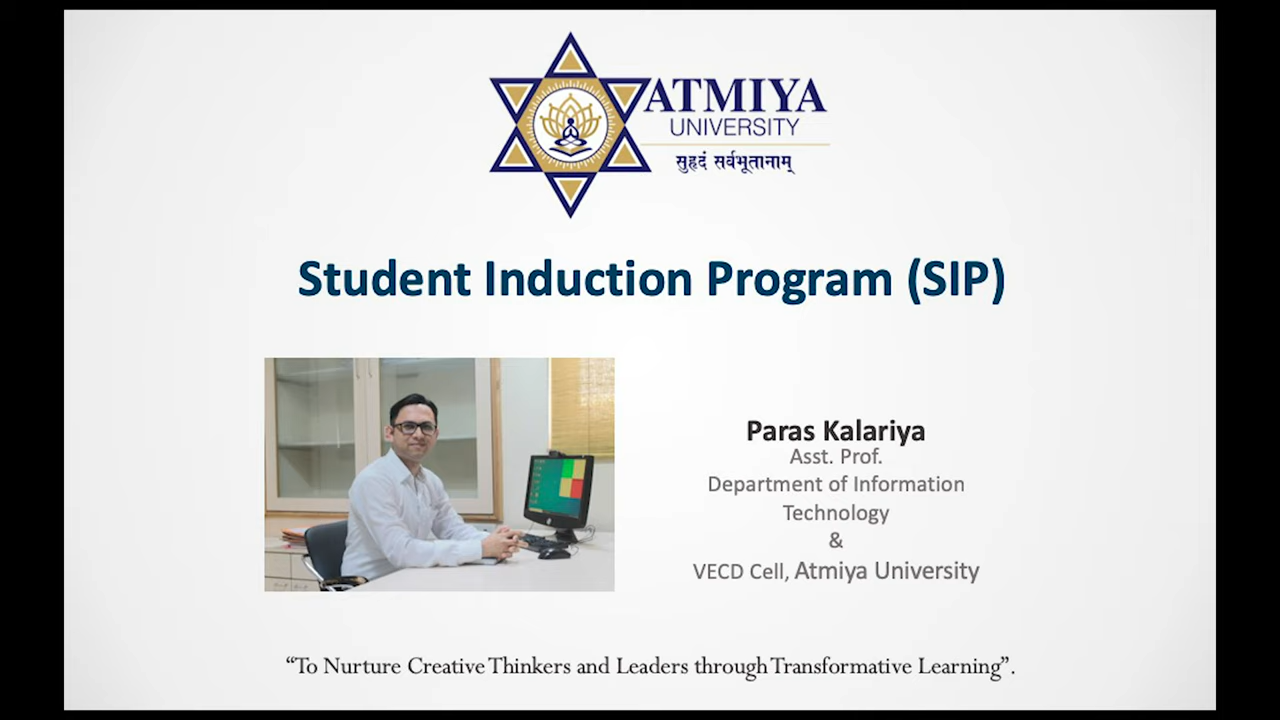 ATMIYA
UNIVERSITY
सुहृदं सर्वभूतानाम्
Student Induction Program (SIP)
Paras Kalariya
Asst. Prof.
Department of Information
Technology
&
VECD Cell, Atmiya University
“To Nurture Creative Thinkers and Leaders through Transformative Learning”.